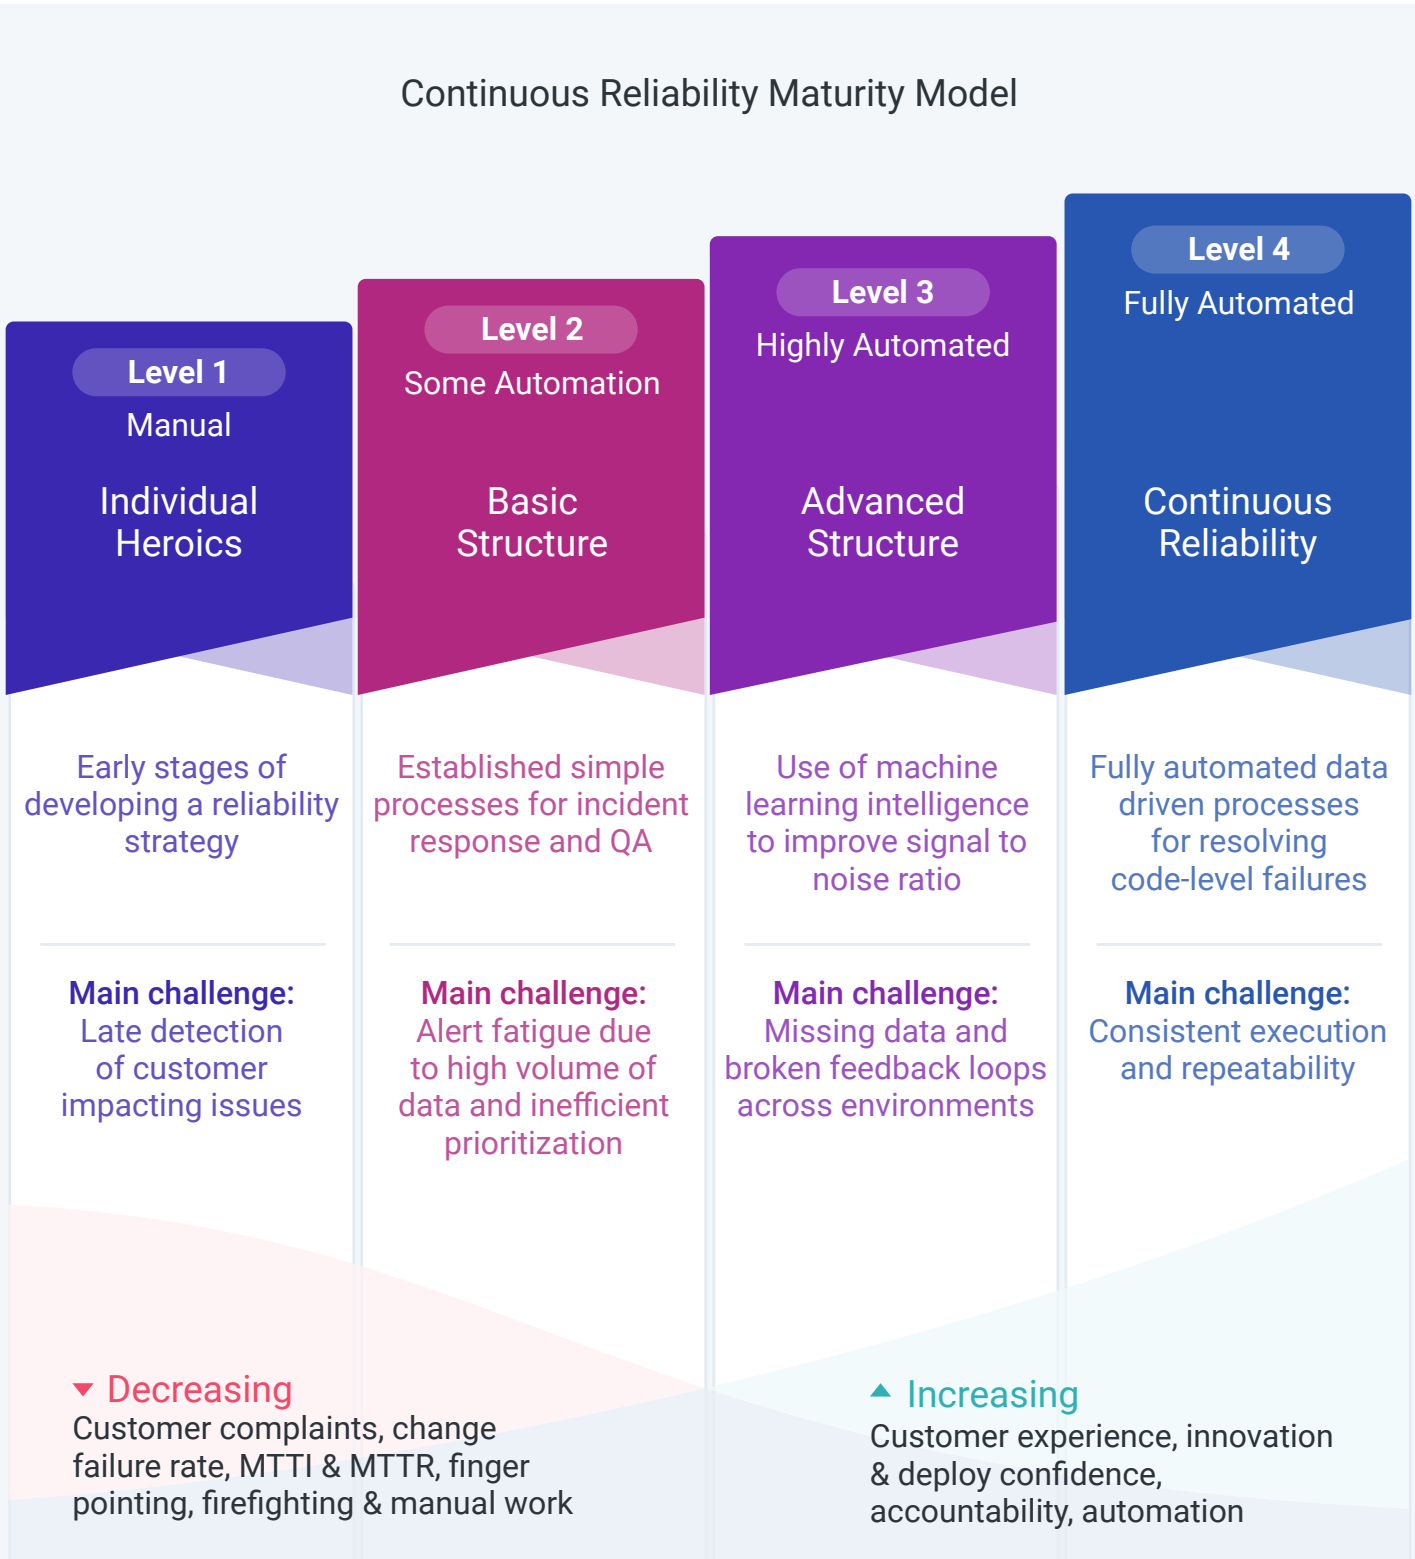 Continuous Reliability Maturity Model
Level 1
Manual
Individual
Heroics
Early stages of
developing a reliability
strategy
Main challenge:
Late detection
of customer
impacting issues
Level 2
Some Automation
Basic
Structure
Established simple
processes for incident
response and QA
Main challenge:
Alert fatigue due
to high volume of
data and inefficient
prioritization
Level 3
Highly Automated
Advanced
Structure
Use of machine
learning intelligence
to improve signal to
noise ratio
Main challenge:
Missing data and
broken feedback loops
across environments
Level 4
Fully Automated
Continuous
Reliability
Fully automated data
driven processes
for resolving
code-level failures
Main challenge:
Consistent execution
and repeatability
Decreasing
Customer complaints, change
failure rate, MTTI & MTTR, finger
pointing, firefighting & manual work
Increasing
Customer experience, innovation
& deploy confidence,
accountability, automation